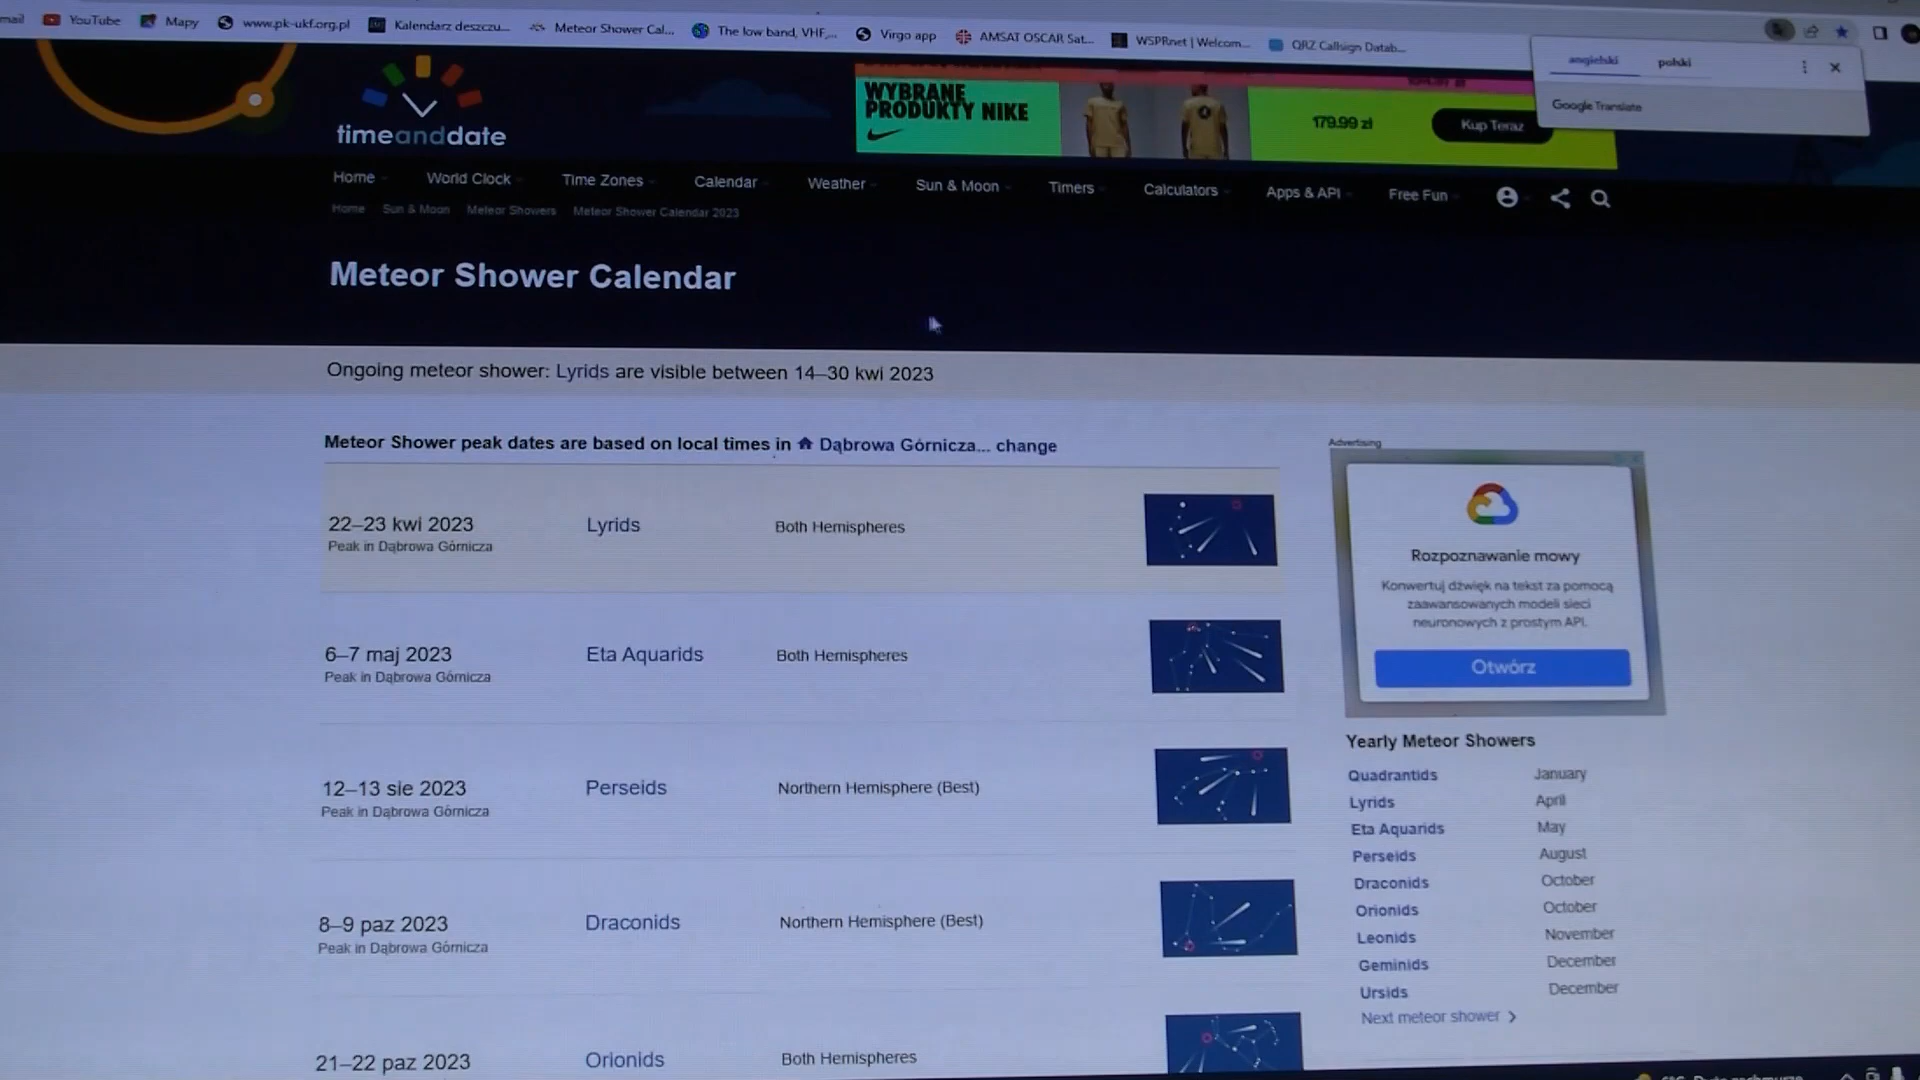 mail YouTube Mapy www.pk-ukf.org.pl Kalendarz deszczu... Meteor Shower Cal... The low band, VHF,... Virgo app AMSAT OSCAR Sat... WSPRnet | Welcom... QRZ Callsign Datab...
angielski polski
Google Translate
timeanddate
WYBRANE
PRODUKTY NIKE
179.99 zł
Kup Teraz
Home World Clock Time Zones Calendar Weather Sun & Moon Timers Calculators Apps & API Free Fun
Home Sun & Moon Meteor Showers Meteor Shower Calendar 2023
Meteor Shower Calendar
Ongoing meteor shower: Lyrids are visible between 14–30 kwi 2023
Meteor Shower peak dates are based on local times in Dąbrowa Górnicza... change
22–23 kwi 2023 Lyrids Both Hemispheres
Peak in Dąbrowa Górnicza
6–7 maj 2023 Eta Aquarids Both Hemispheres
Peak in Dąbrowa Górnicza
12–13 sie 2023 Perseids Northern Hemisphere (Best)
Peak in Dąbrowa Górnicza
8–9 paz 2023 Draconids Northern Hemisphere (Best)
Peak in Dąbrowa Górnicza
21–22 paz 2023 Orionids Both Hemispheres
Advertising
Rozpoznawanie mowy
Konwertuj dźwięk na tekst za pomocą
zaawansowanych modeli sieci
neuronowych z prostym API.
Otwórz
Yearly Meteor Showers
Quadrantids January
Lyrids April
Eta Aquarids May
Perseids August
Draconids October
Orionids October
Leonids November
Geminids December
Ursids December
Next meteor shower